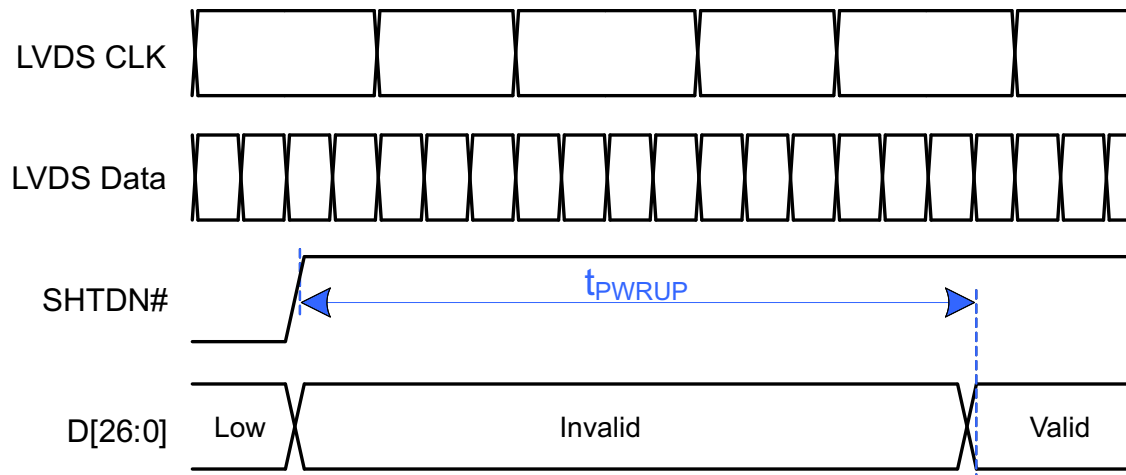 LVDS CLK
LVDS Data
SHTDN#
tPWRUP
D[26:0]
Low
Invalid
Valid